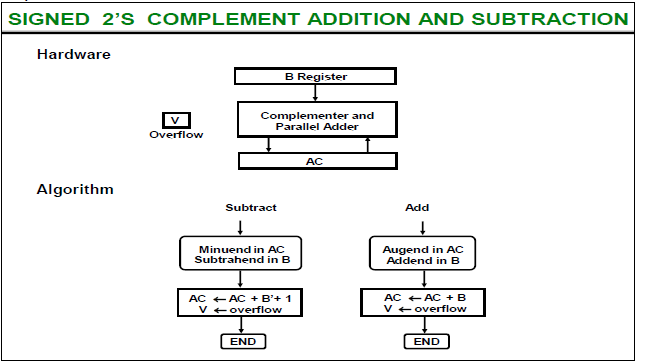 SIGNED 2'S COMPLEMENT ADDITION AND SUBTRACTION
Hardware
B Register
V
Overflow
Complementer and
Parallel Adder
AC
Algorithm
Subtract
Minuend in AC
Subtrahend in B
AC ← AC + B'+ 1
V ← overflow
END
Add
Augend in AC
Addend in B
AC ← AC + B
V ← overflow
END